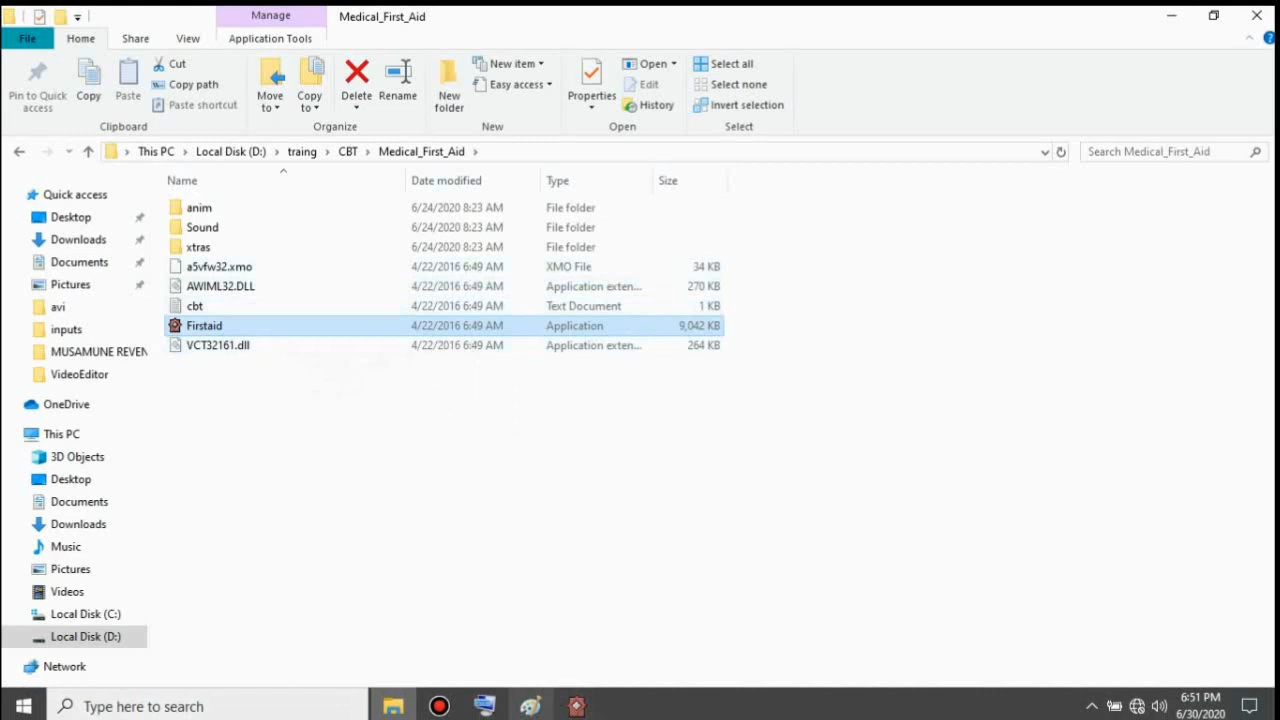 Manage
Medical_First_Aid
File
Home
Share
View
Application Tools
Pin to Quick access
Copy
Paste
Cut
Copy path
Paste shortcut
Clipboard
Move to
Copy to
Delete
Rename
Organize
New folder
New item
Easy access
New
Properties
Open
Edit
History
Open
Select all
Select none
Invert selection
Select
This PC > Local Disk (D:) > traing > CBT > Medical_First_Aid >
Search Medical_First_Aid
Name Date modified Type Size
anim 6/24/2020 8:23 AM File folder
Sound 6/24/2020 8:23 AM File folder
xtras 6/24/2020 8:23 AM File folder
a5vfw32.xmo 4/22/2016 6:49 AM XMO File 34 KB
AWIML32.DLL 4/22/2016 6:49 AM Application exten... 270 KB
cbt 4/22/2016 6:49 AM Text Document 1 KB
Firstaid 4/22/2016 6:49 AM Application 9,042 KB
VCT32161.dll 4/22/2016 6:49 AM Application exten... 264 KB
Quick access
Desktop
Downloads
Documents
Pictures
avi
inputs
MUSAMUNE REVEN
VideoEditor
OneDrive
This PC
3D Objects
Desktop
Documents
Downloads
Music
Pictures
Videos
Local Disk (C:)
Local Disk (D:)
Network
Type here to search
6:51 PM
6/30/2020